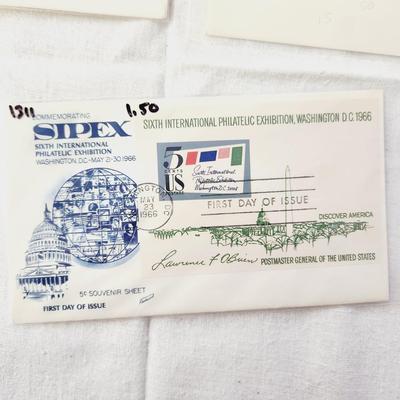 1311
1.50
COMMEMORATING
SIPEX
SIXTH INTERNATIONAL
PHILATELIC EXHIBITION
WASHINGTON, D.C.-MAY 21-30, 1966
5¢ SOUVENIR SHEET
FIRST DAY OF ISSUE
SIXTH INTERNATIONAL PHILATELIC EXHIBITION, WASHINGTON D.C. 1966
5
CENTS
US
Sixth International
Philatelic Exhibition
Washington D.C.
MAY
23
1966
FIRST DAY OF ISSUE
DISCOVER AMERICA
Lawrence F O'Brien
POSTMASTER GENERAL OF THE UNITED STATES